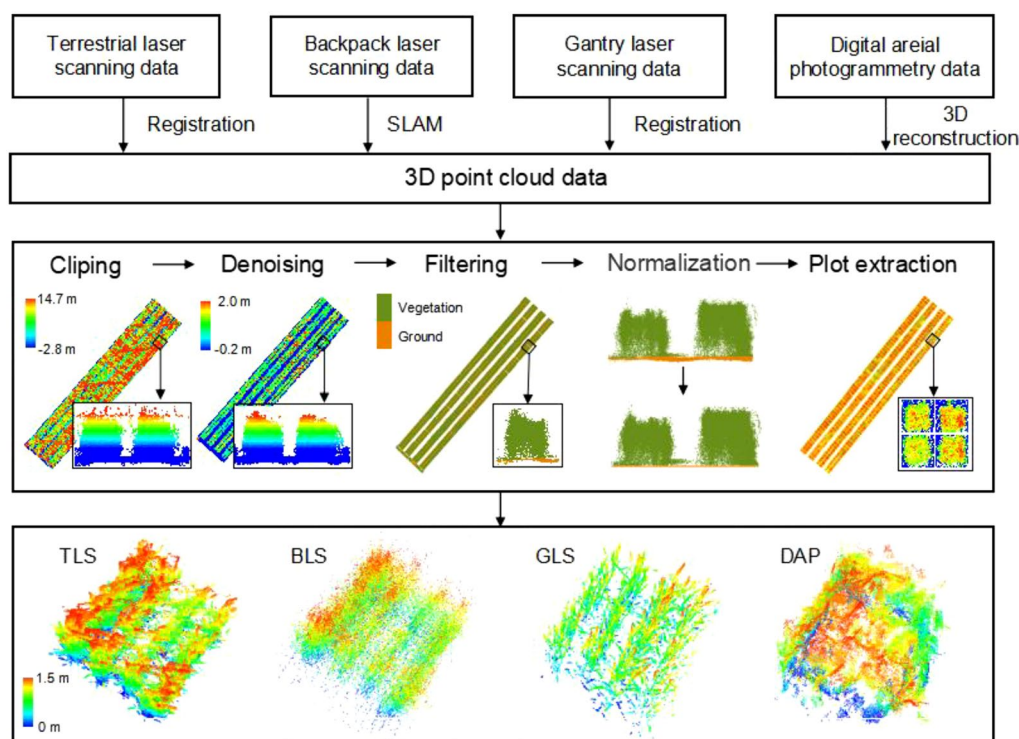 Terrestrial laser
scanning data
Backpack laser
scanning data
Gantry laser
scanning data
Digital areial
photogrammetry data
Registration
SLAM
Registration
3D
reconstruction
3D point cloud data
Cliping
Denoising
Filtering
Normalization
Plot extraction
14.7 m
-2.8 m
2.0 m
-0.2 m
Vegetation
Ground
TLS
BLS
GLS
DAP
1.5 m
0 m